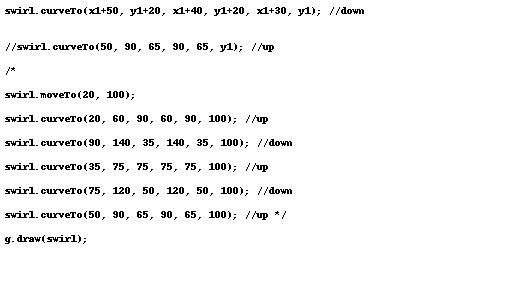 swirl.curveTo(x1+50, y1+20, x1+40, y1+20, x1+30, y1); //down
//swirl.curveTo(50, 90, 65, 90, 65, y1); //up
/*
swirl.moveTo(20, 100);
swirl.curveTo(20, 60, 90, 60, 90, 100); //up
swirl.curveTo(90, 140, 35, 140, 35, 100); //down
swirl.curveTo(35, 75, 75, 75, 75, 100); //up
swirl.curveTo(75, 120, 50, 120, 50, 100); //down
swirl.curveTo(50, 90, 65, 90, 65, 100); //up */
g.draw(swirl);